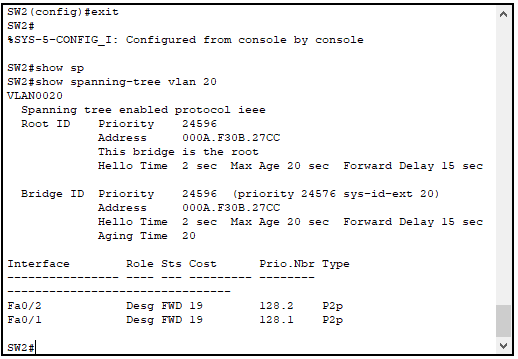 SW2(config)#exit
SW2#
%SYS-5-CONFIG_I: Configured from console by console

SW2#show sp
SW2#show spanning-tree vlan 20
VLAN0020
  Spanning tree enabled protocol ieee
  Root ID    Priority    24596
             Address     000A.F30B.27CC
             This bridge is the root
             Hello Time  2 sec  Max Age 20 sec  Forward Delay 15 sec

  Bridge ID  Priority    24596  (priority 24576 sys-id-ext 20)
             Address     000A.F30B.27CC
             Hello Time  2 sec  Max Age 20 sec  Forward Delay 15 sec
             Aging Time  20

Interface        Role Sts Cost      Prio.Nbr Type
---------------- ---- --- --------- -------- --------------------------------
Fa0/2            Desg FWD 19        128.2    P2p
Fa0/1            Desg FWD 19        128.1    P2p

SW2#